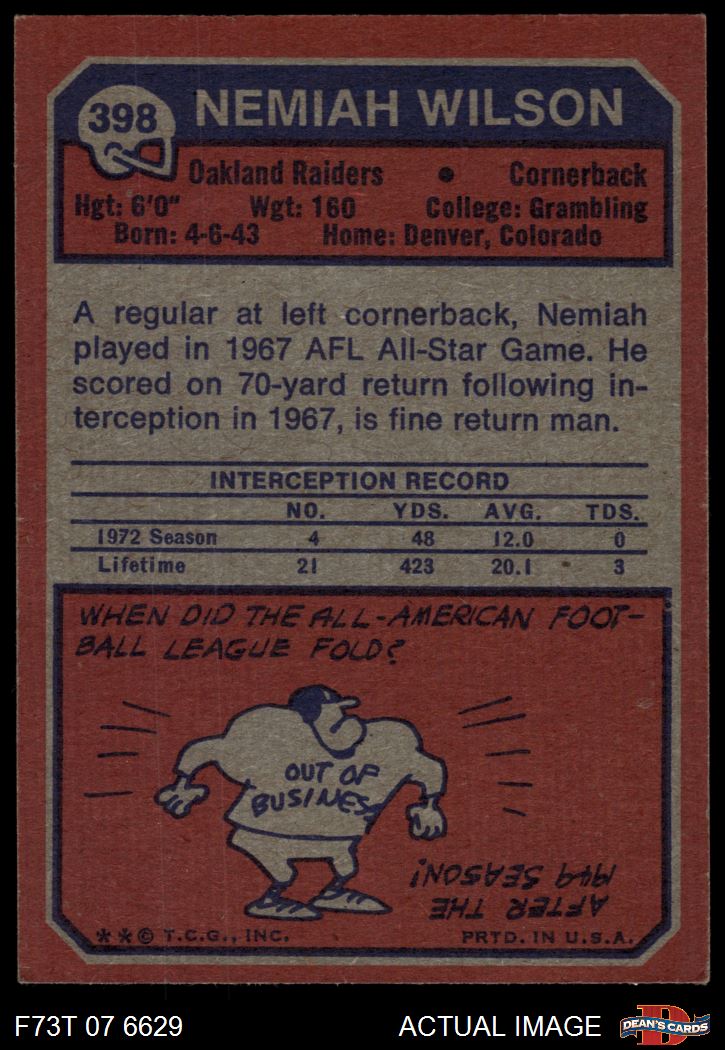 398
NEMIAH WILSON
Oakland Raiders • Cornerback
Hgt: 6'0" Wgt: 160 College: Grambling
Born: 4-6-43 Home: Denver, Colorado
A regular at left cornerback, Nemiah
played in 1967 AFL All-Star Game. He
scored on 70-yard return following in-
terception in 1967, is fine return man.
INTERCEPTION RECORD
NO. YDS. AVG. TDS.
1972 Season 4 48 12.0 0
Lifetime 21 423 20.1 3
WHEN DID THE ALL-AMERICAN FOOT-
BALL LEAGUE FOLD?
OUT OF
BUSINESS
AFTER THE
1949 SEASON!
**© T.C.G., INC. PRTD. IN U.S.A.
F73T 07 6629 ACTUAL IMAGE
D
DEAN'S CARDS